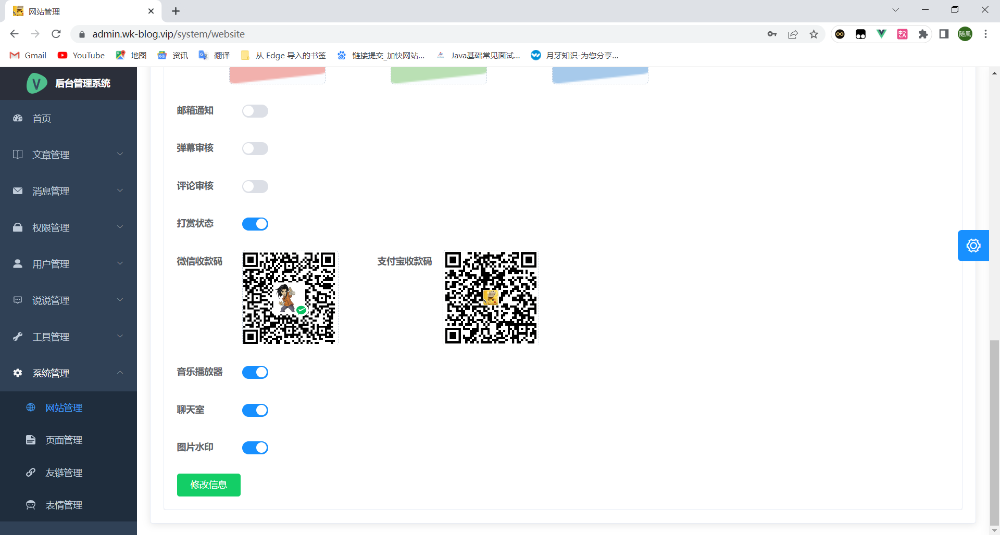 网站管理
admin.wk-blog.vip/system/website
随風
Gmail
YouTube
地图
资讯
翻译
从 Edge 导入的书签
链接提交_加快网站...
Java基础常见面试...
月牙知识-为您分享...
V
后台管理系统
首页
文章管理
消息管理
权限管理
用户管理
说说管理
工具管理
系统管理
网站管理
页面管理
友链管理
表情管理
邮箱通知
弹幕审核
评论审核
打赏状态
微信收款码
支付宝收款码
音乐播放器
聊天室
图片水印
修改信息